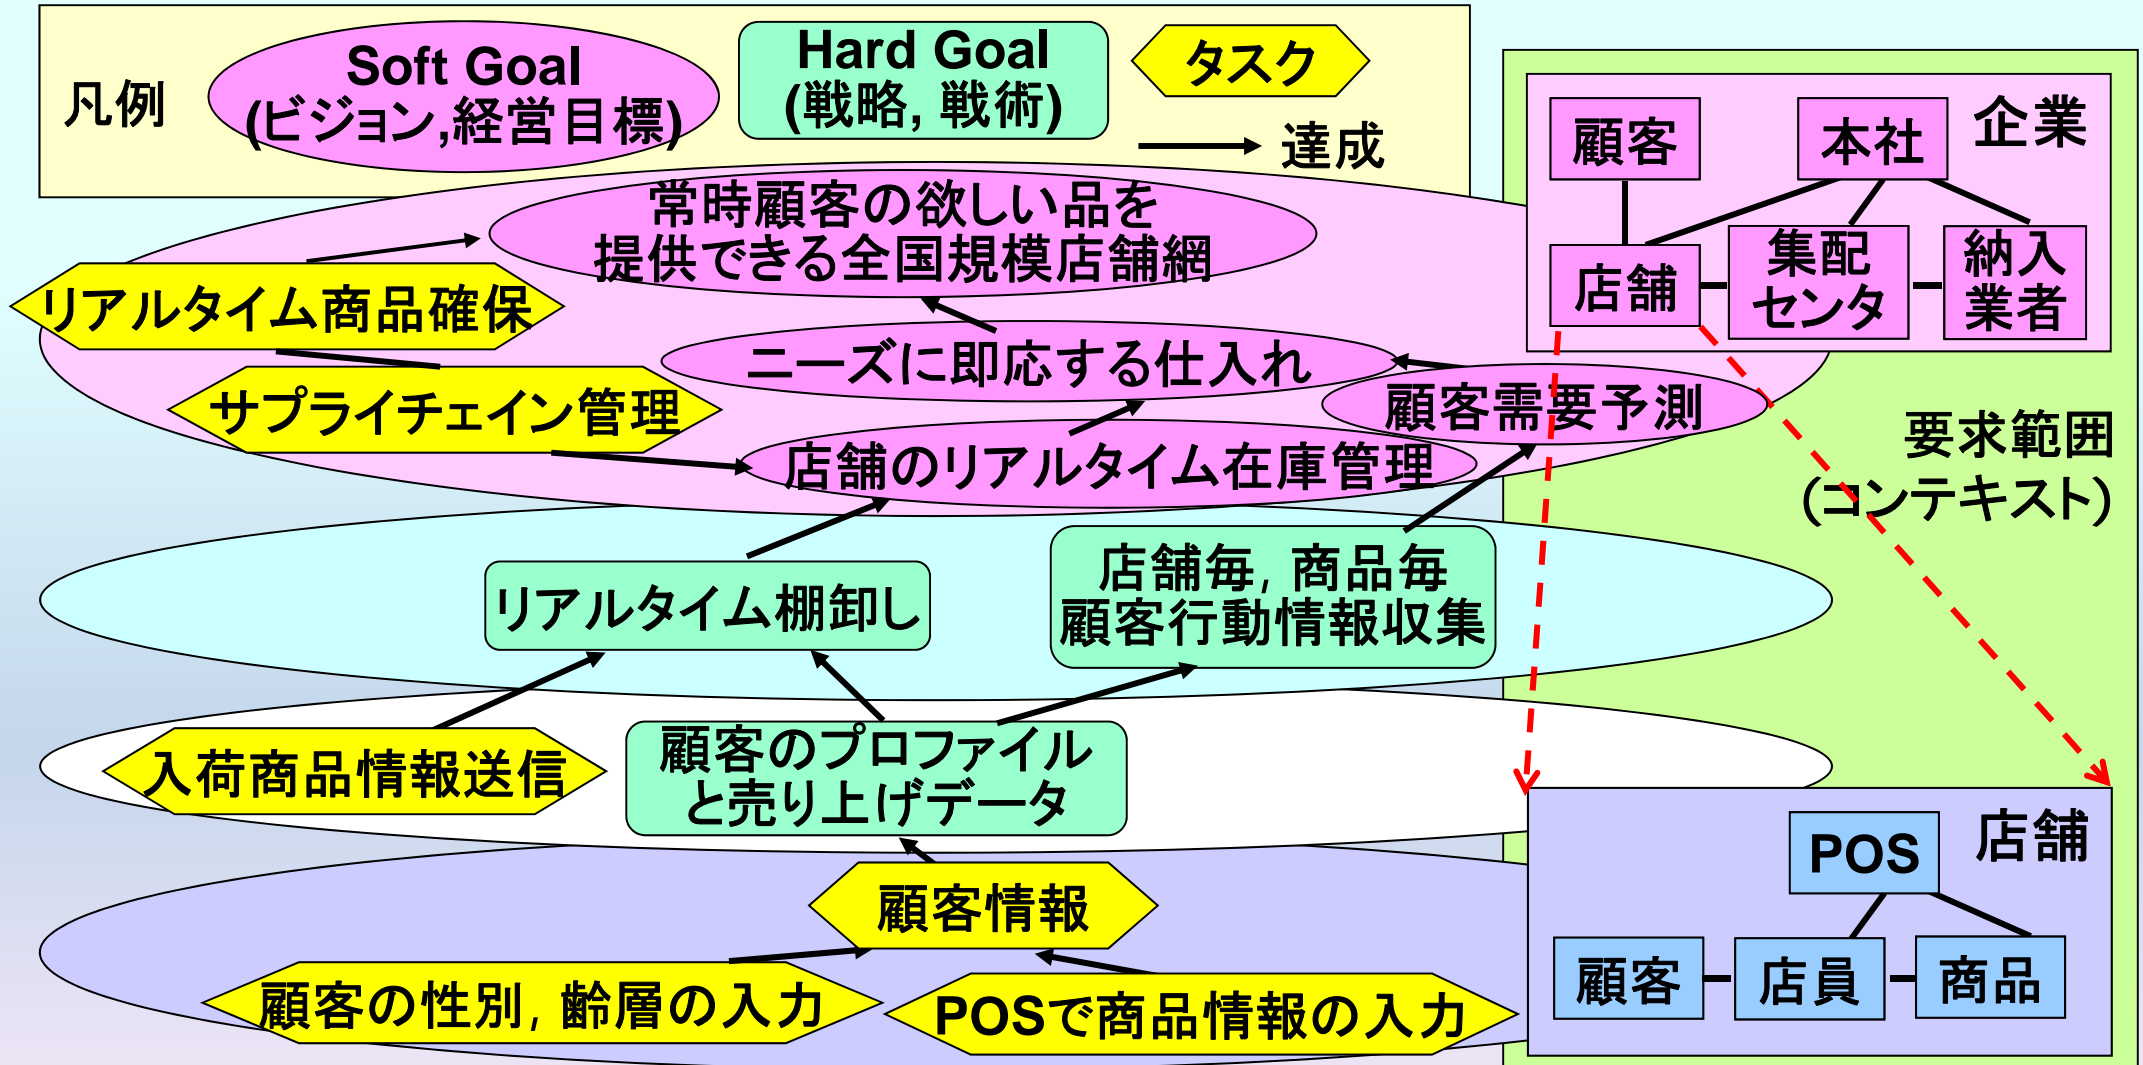 凡例
Soft Goal
(ビジョン,経営目標)
Hard Goal
(戦略, 戦術)
タスク
達成
企業
顧客
本社
店舗
集配
センタ
納入
業者
常時顧客の欲しい品を
提供できる全国規模店舗網
リアルタイム商品確保
ニーズに即応する仕入れ
サプライチェイン管理
顧客需要予測
店舗のリアルタイム在庫管理
要求範囲
(コンテキスト)
リアルタイム棚卸し
店舗毎, 商品毎
顧客行動情報収集
入荷商品情報送信
顧客のプロファイル
と売り上げデータ
顧客情報
顧客の性別, 齢層の入力
POSで商品情報の入力
店舗
POS
顧客
店員
商品